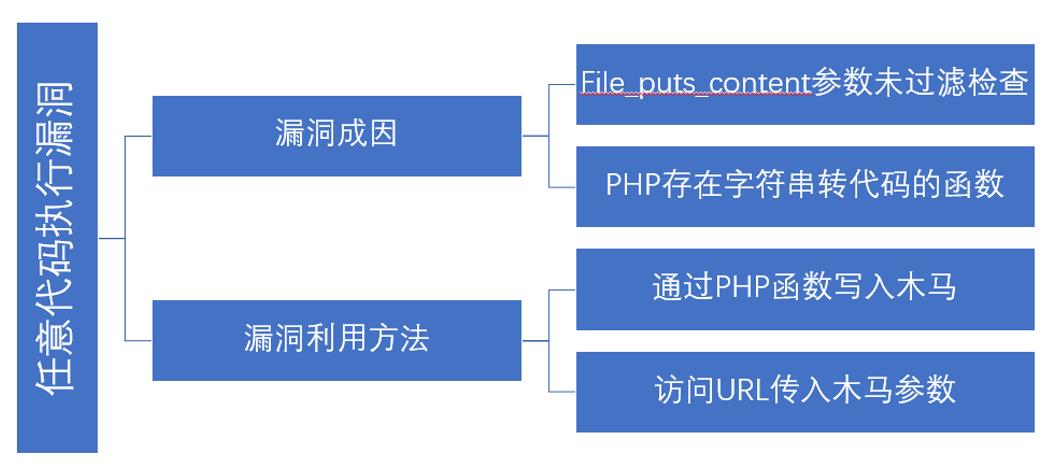 任意代码执行漏洞
漏洞成因
File_puts_content参数未过滤检查
PHP存在字符串转代码的函数
漏洞利用方法
通过PHP函数写入木马
访问URL传入木马参数